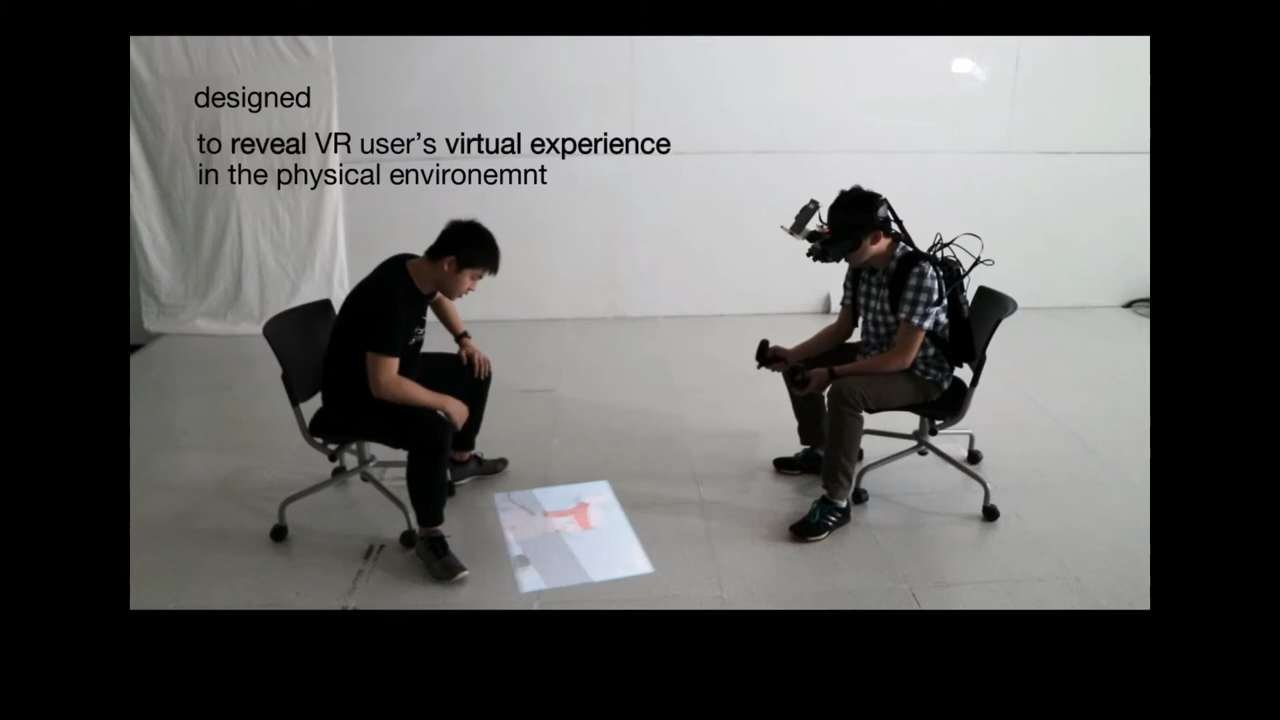 designed
to reveal VR user's virtual experience
in the physical environemnt